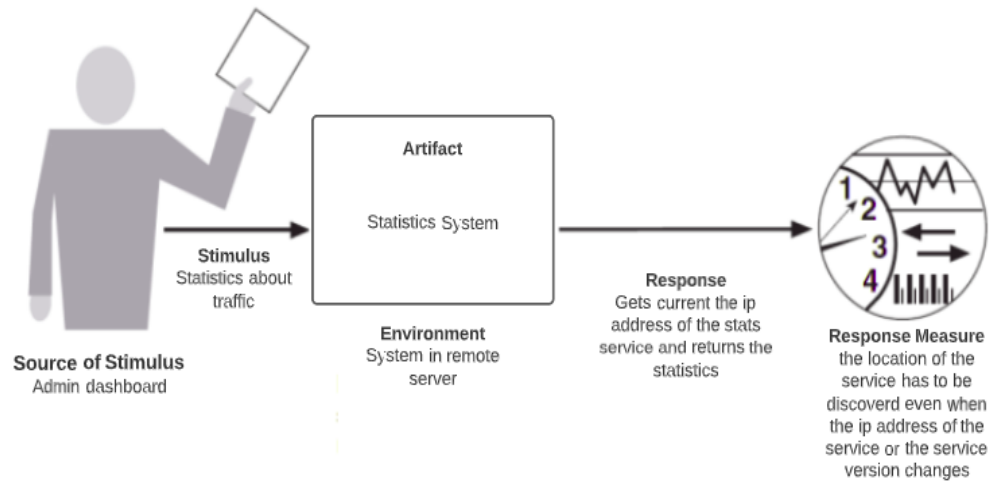 Artifact
Statistics System
Stimulus
Statistics about
traffic
Source of Stimulus
Admin dashboard
Environment
System in remote
server
Response
Gets current the ip
address of the stats
service and returns the
statistics
1
2
3
4
Response Measure
the location of the
service has to be
discoverd even when
the ip address of the
service or the service
version changes